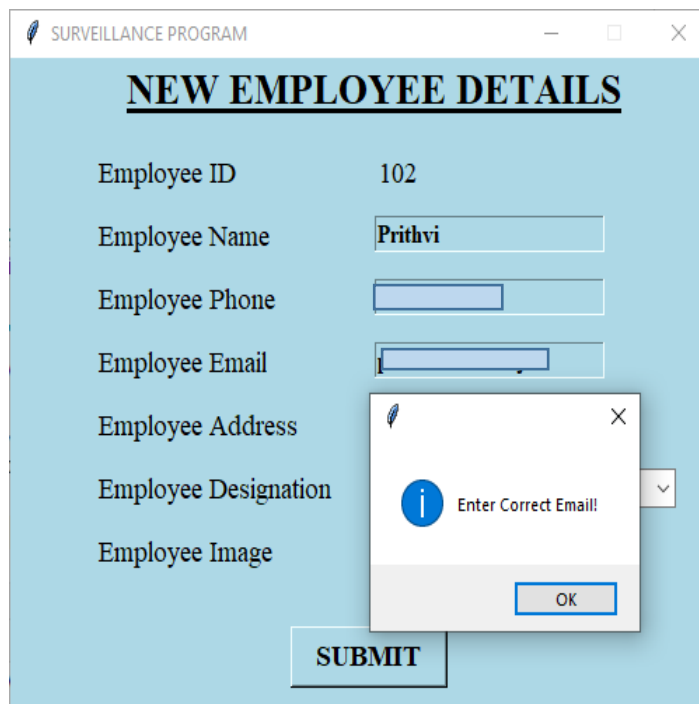 SURVEILLANCE PROGRAM
NEW EMPLOYEE DETAILS
Employee ID 102
Employee Name Prithvi
Employee Phone
Employee Email
Employee Address
Employee Designation
Enter Correct Email!
Employee Image
OK
SUBMIT